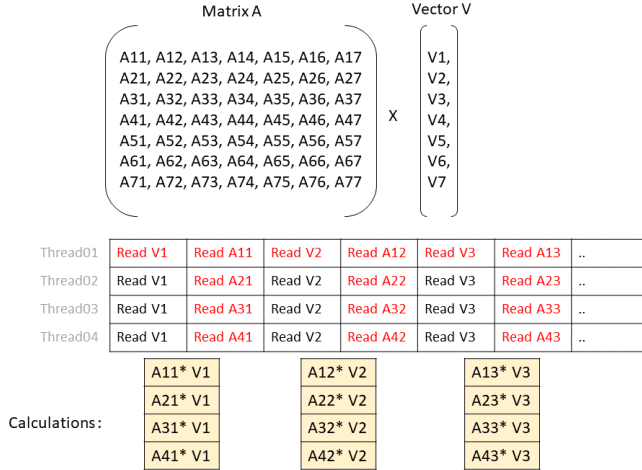 Matrix A Vector V
A11, A12, A13, A14, A15, A16, A17 V1,
A21, A22, A23, A24, A25, A26, A27 V2,
A31, A32, A33, A34, A35, A36, A37 V3,
A41, A42, A43, A44, A45, A46, A47 X V4,
A51, A52, A53, A54, A55, A56, A57 V5,
A61, A62, A63, A64, A65, A66, A67 V6,
A71, A72, A73, A74, A75, A76, A77 V7
Thread01 Read V1 Read A11 Read V2 Read A12 Read V3 Read A13 ..
Thread02 Read V1 Read A21 Read V2 Read A22 Read V3 Read A23 ..
Thread03 Read V1 Read A31 Read V2 Read A32 Read V3 Read A33 ..
Thread04 Read V1 Read A41 Read V2 Read A42 Read V3 Read A43 ..
A11* V1 A12* V2 A13* V3
A21* V1 A22* V2 A23* V3
Calculations: A31* V1 A32* V2 A33* V3
A41* V1 A42* V2 A43* V3